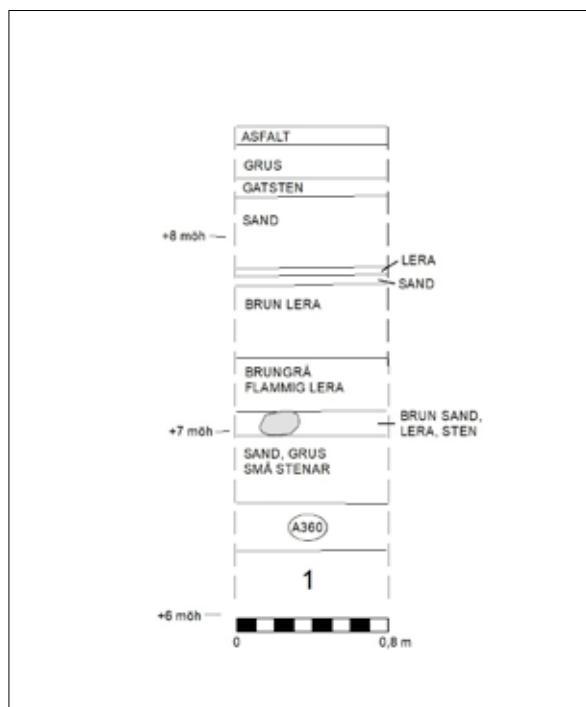 ASFALT
GRUS
GATSTEN
SAND
+8 möh
LERA
SAND
BRUN LERA
BRUNGRÅ
FLAMMIG LERA
BRUN SAND,
LERA, STEN
+7 möh
SAND, GRUS
SMÅ STENAR
A360
1
+6 möh
0
0,8 m